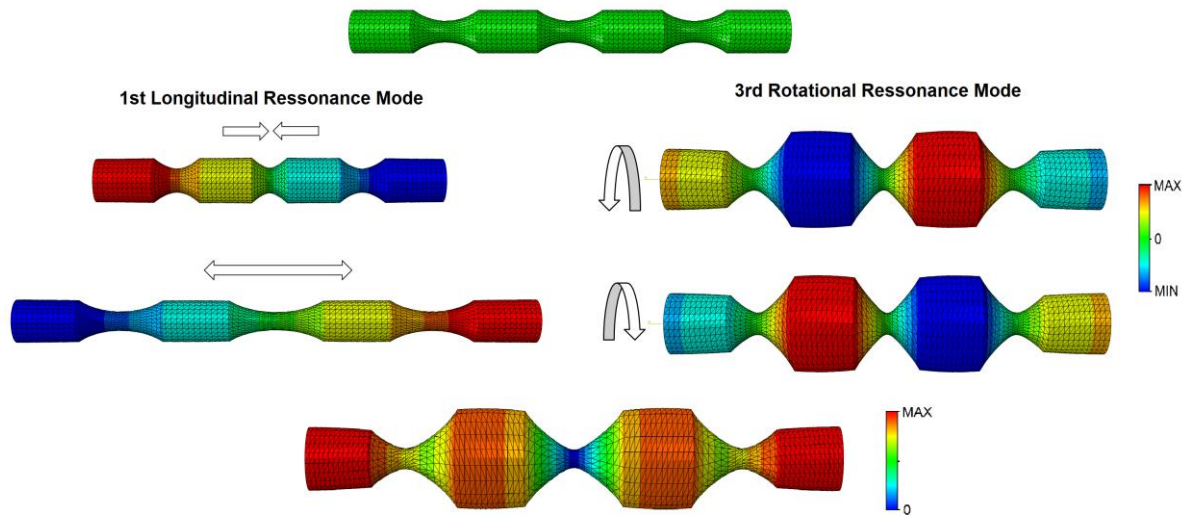 1st Longitudinal Ressonance Mode
3rd Rotational Ressonance Mode
MAX
0
MIN
MAX
0